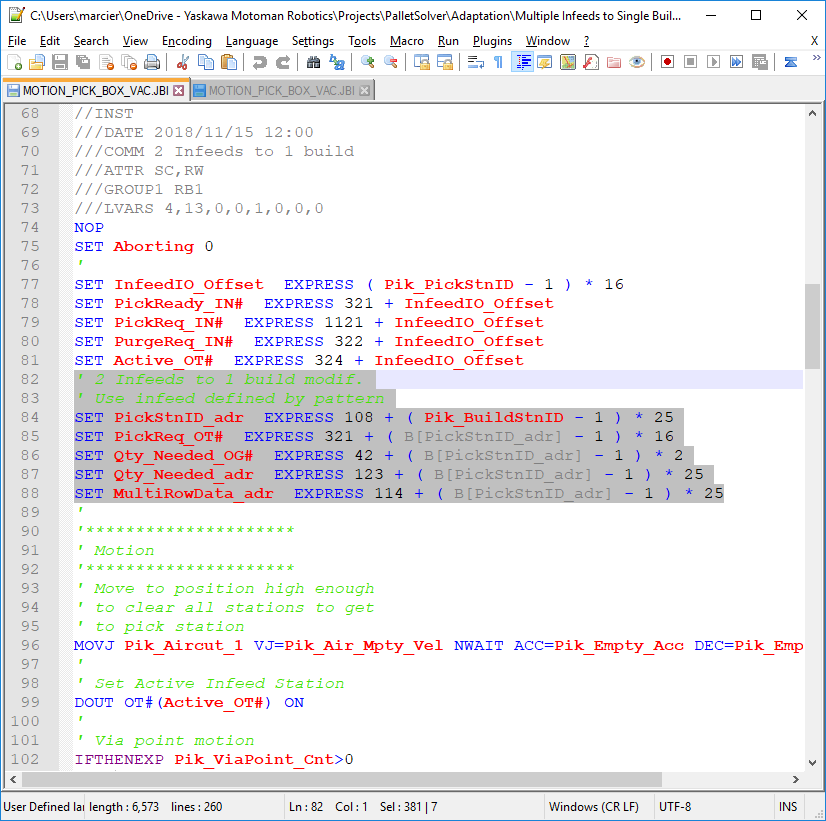 C:\Users\marcier\OneDrive - Yaskawa Motoman Robotics\Projects\PalletSolver\Adaptation\Multiple Infeeds to Single Buil...
File Edit Search View Encoding Language Settings Tools Macro Run Plugins Window ? X
MOTION_PICK_BOX_VAC.JBI MOTION_PICK_BOX_VAC.JBI
68 //INST
69 ///DATE 2018/11/15 12:00
70 ///COMM 2 Infeeds to 1 build
71 ///ATTR SC,RW
72 ///GROUP1 RB1
73 ///LVARS 4,13,0,0,1,0,0,0
74 NOP
75 SET Aborting 0
76 '
77 SET InfeedIO_Offset EXPRESS ( Pik_PickStnID - 1 ) * 16
78 SET PickReady_IN# EXPRESS 321 + InfeedIO_Offset
79 SET PickReq_IN# EXPRESS 1121 + InfeedIO_Offset
80 SET PurgeReq_IN# EXPRESS 322 + InfeedIO_Offset
81 SET Active_OT# EXPRESS 324 + InfeedIO_Offset
82 ' 2 Infeeds to 1 build modif.
83 ' Use infeed defined by pattern
84 SET PickStnID_adr EXPRESS 108 + ( Pik_BuildStnID - 1 ) * 25
85 SET PickReq_OT# EXPRESS 321 + ( B[PickStnID_adr] - 1 ) * 16
86 SET Qty_Needed_OG# EXPRESS 42 + ( B[PickStnID_adr] - 1 ) * 2
87 SET Qty_Needed_adr EXPRESS 123 + ( B[PickStnID_adr] - 1 ) * 25
88 SET MultiRowData_adr EXPRESS 114 + ( B[PickStnID_adr] - 1 ) * 25
89 '
90 '*********************
91 ' Motion
92 '*********************
93 ' Move to position high enough
94 ' to clear all stations to get
95 ' to pick station
96 MOVJ Pik_Aircut_1 VJ=Pik_Air_Mpty_Vel NWAIT ACC=Pik_Empty_Acc DEC=Pik_Emp
97 '
98 ' Set Active Infeed Station
99 DOUT OT#(Active_OT#) ON
100 '
101 ' Via point motion
102 IFTHENEXP Pik_ViaPoint_Cnt>0
User Defined lan length : 6,573 lines : 260 Ln : 82 Col : 1 Sel : 381 | 7 Windows (CR LF) UTF-8 INS